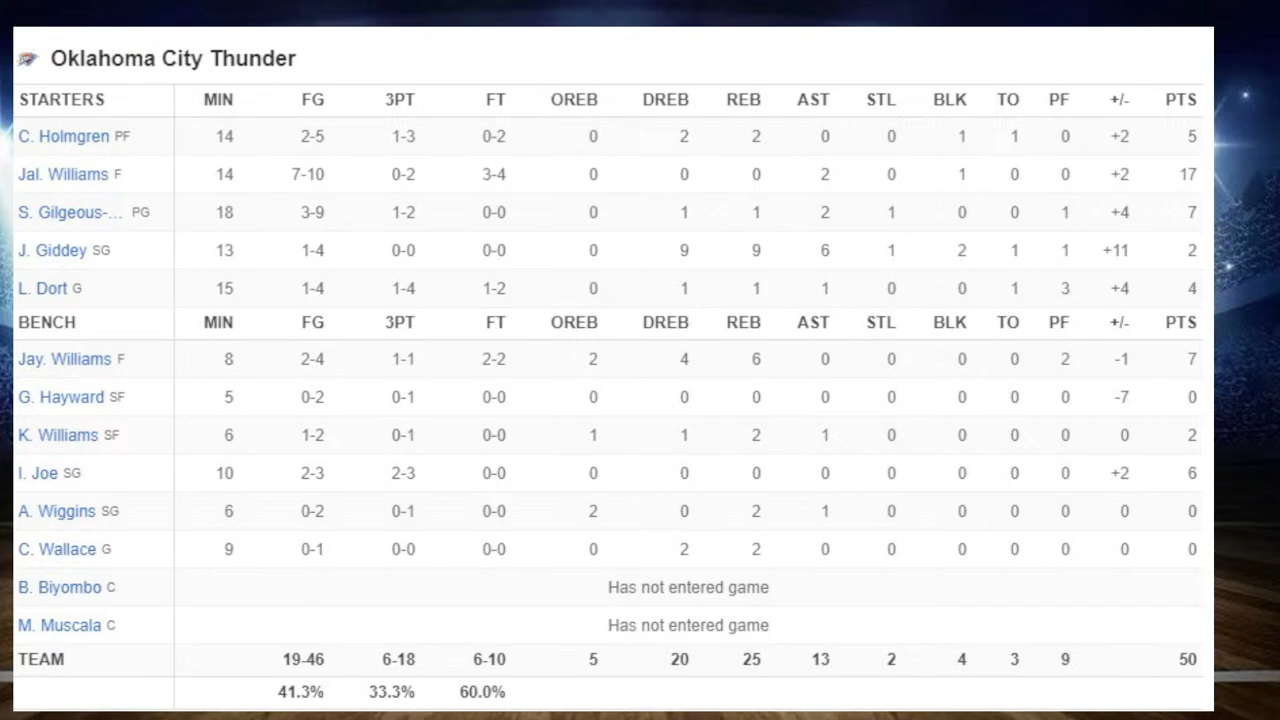 Oklahoma City Thunder
STARTERS MIN FG 3PT FT OREB DREB REB AST STL BLK TO PF +/- PTS
C. Holmgren PF 14 2-5 1-3 0-2 0 2 2 0 0 1 1 0 +2 5
Jal. Williams F 14 7-10 0-2 3-4 0 0 0 2 0 1 0 0 +2 17
S. Gilgeous-... PG 18 3-9 1-2 0-0 0 1 1 2 1 0 0 1 +4 7
J. Giddey SG 13 1-4 0-0 0-0 0 9 9 6 1 2 1 1 +11 2
L. Dort G 15 1-4 1-4 1-2 0 1 1 1 0 0 1 3 +4 4
BENCH MIN FG 3PT FT OREB DREB REB AST STL BLK TO PF +/- PTS
Jay. Williams F 8 2-4 1-1 2-2 2 4 6 0 0 0 0 2 -1 7
G. Hayward SF 5 0-2 0-1 0-0 0 0 0 0 0 0 0 0 -7 0
K. Williams SF 6 1-2 0-1 0-0 1 1 2 1 0 0 0 0 0 2
I. Joe SG 10 2-3 2-3 0-0 0 0 0 0 0 0 0 0 +2 6
A. Wiggins SG 6 0-2 0-1 0-0 2 0 2 1 0 0 0 0 0 0
C. Wallace G 9 0-1 0-0 0-0 0 2 2 0 0 0 0 0 0 0
B. Biyombo C Has not entered game
M. Muscala C Has not entered game
TEAM 19-46 6-18 6-10 5 20 25 13 2 4 3 9 50
41.3% 33.3% 60.0%